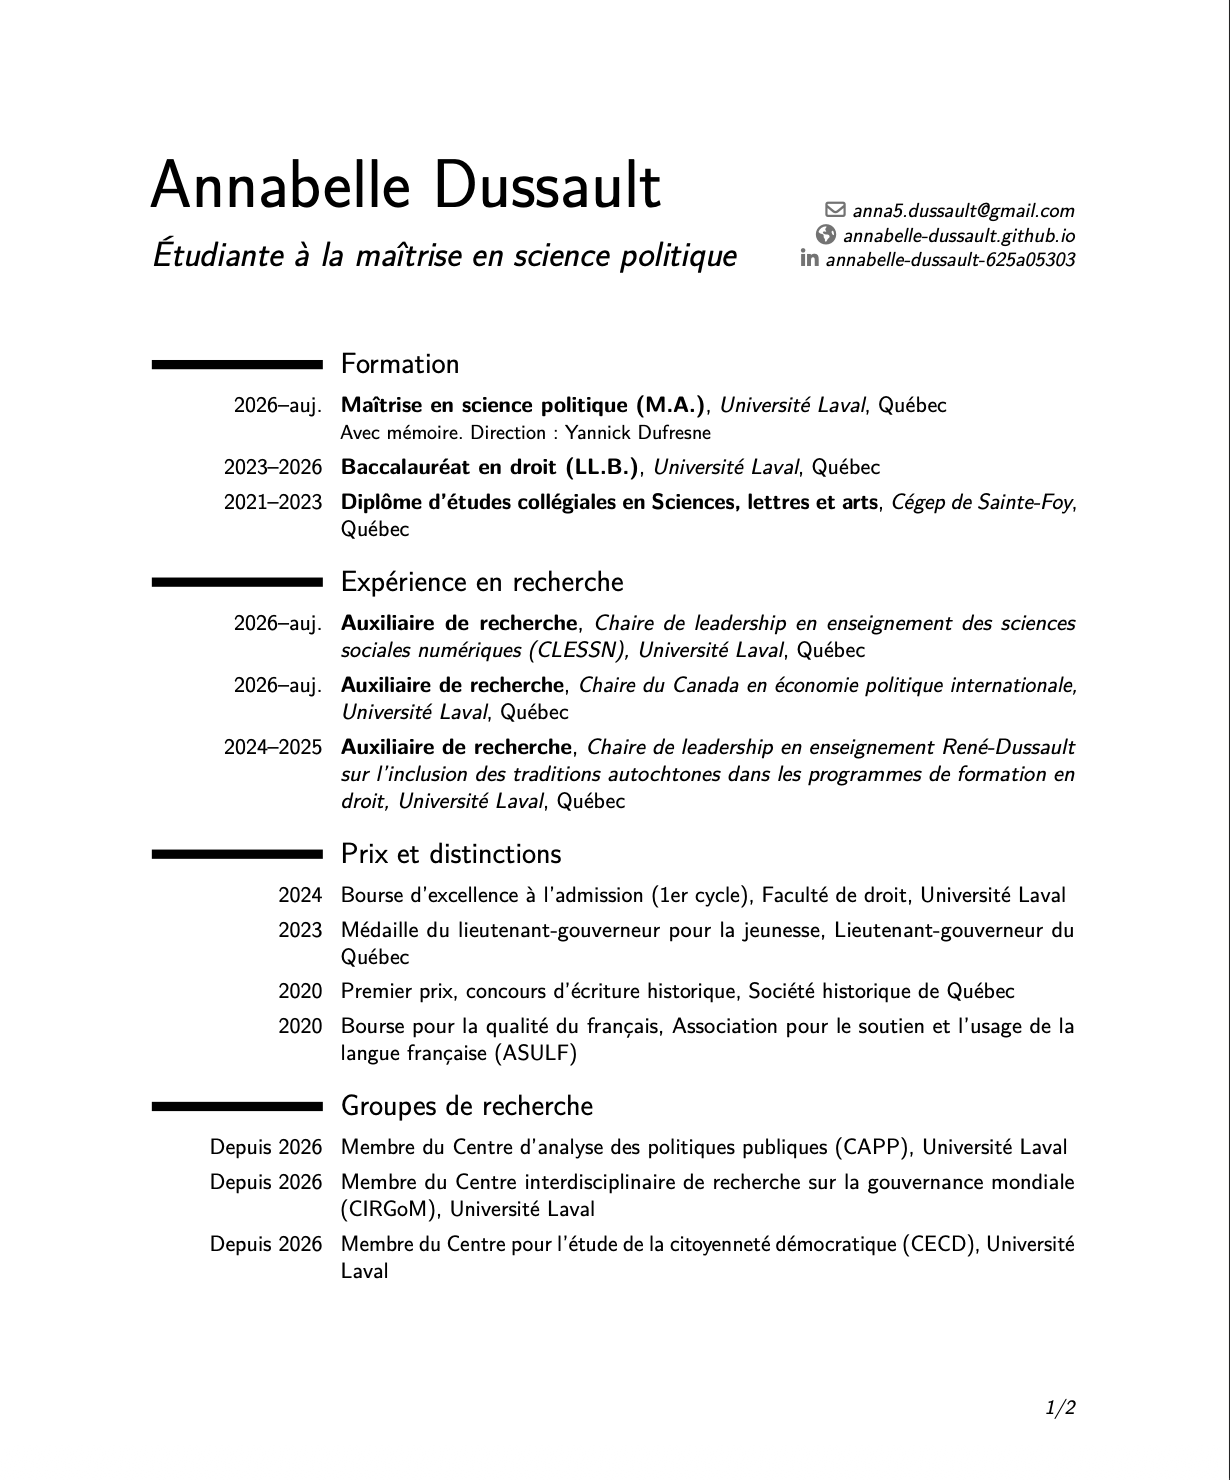 Annabelle Dussault
Étudiante à la maîtrise en science politique
anna5.dussault@gmail.com
annabelle-dussault.github.io
annabelle-dussault-625a05303
Formation
2026–auj. Maîtrise en science politique (M.A.), Université Laval, Québec
Avec mémoire. Direction : Yannick Dufresne
2023–2026 Baccalauréat en droit (LL.B.), Université Laval, Québec
2021–2023 Diplôme d'études collégiales en Sciences, lettres et arts, Cégep de Sainte-Foy,
Québec
Expérience en recherche
2026–auj. Auxiliaire de recherche, Chaire de leadership en enseignement des sciences
sociales numériques (CLESSN), Université Laval, Québec
2026–auj. Auxiliaire de recherche, Chaire du Canada en économie politique internationale,
Université Laval, Québec
2024–2025 Auxiliaire de recherche, Chaire de leadership en enseignement René-Dussault
sur l'inclusion des traditions autochtones dans les programmes de formation en
droit, Université Laval, Québec
Prix et distinctions
2024 Bourse d'excellence à l'admission (1er cycle), Faculté de droit, Université Laval
2023 Médaille du lieutenant-gouverneur pour la jeunesse, Lieutenant-gouverneur du
Québec
2020 Premier prix, concours d'écriture historique, Société historique de Québec
2020 Bourse pour la qualité du français, Association pour le soutien et l'usage de la
langue française (ASULF)
Groupes de recherche
Depuis 2026 Membre du Centre d'analyse des politiques publiques (CAPP), Université Laval
Depuis 2026 Membre du Centre interdisciplinaire de recherche sur la gouvernance mondiale
(CIRGoM), Université Laval
Depuis 2026 Membre du Centre pour l'étude de la citoyenneté démocratique (CECD), Université
Laval
1/2